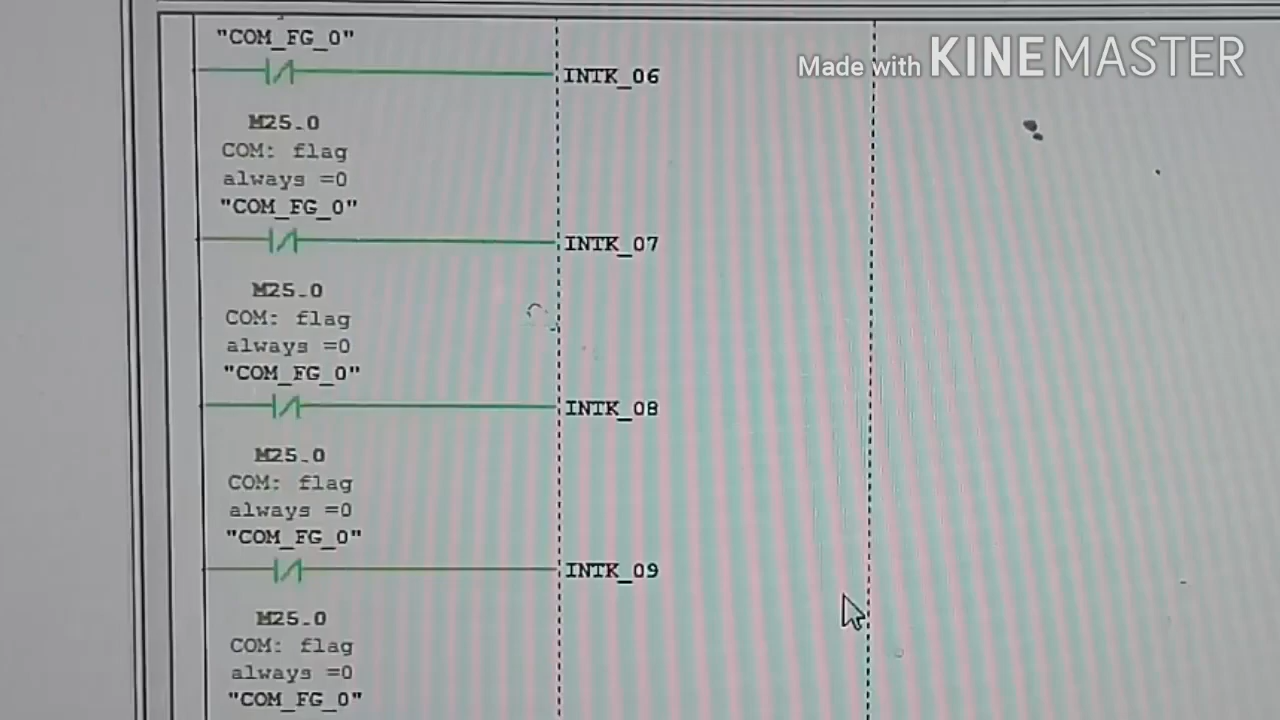 "COM_FG_0"
INTK_06
Made with KINEMASTER
M25.0
COM: flag
always =0
"COM_FG_0"
INTK_07
M25.0
COM: flag
always =0
"COM_FG_0"
INTK_08
M25.0
COM: flag
always =0
"COM_FG_0"
INTK_09
M25.0
COM: flag
always =0
"COM_FG_0"